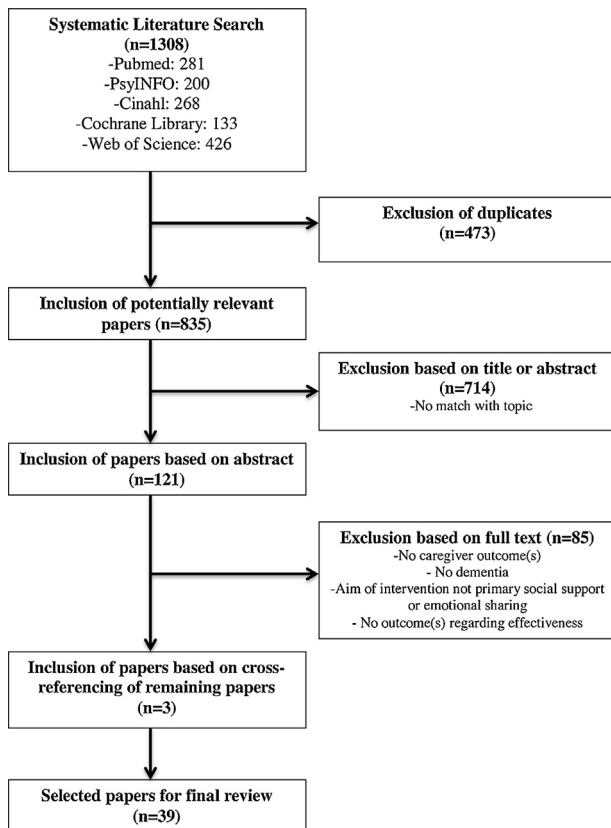 Systematic Literature Search
(n=1308)
-Pubmed: 281
-PsyINFO: 200
-Cinahl: 268
-Cochrane Library: 133
-Web of Science: 426
Exclusion of duplicates
(n=473)
Inclusion of potentially relevant
papers (n=835)
Exclusion based on title or abstract
(n=714)
-No match with topic
Inclusion of papers based on abstract
(n=121)
Exclusion based on full text (n=85)
-No caregiver outcome(s)
- No dementia
-Aim of intervention not primary social support
or emotional sharing
- No outcome(s) regarding effectiveness
Inclusion of papers based on cross-
referencing of remaining papers
(n=3)
Selected papers for final review
(n=39)